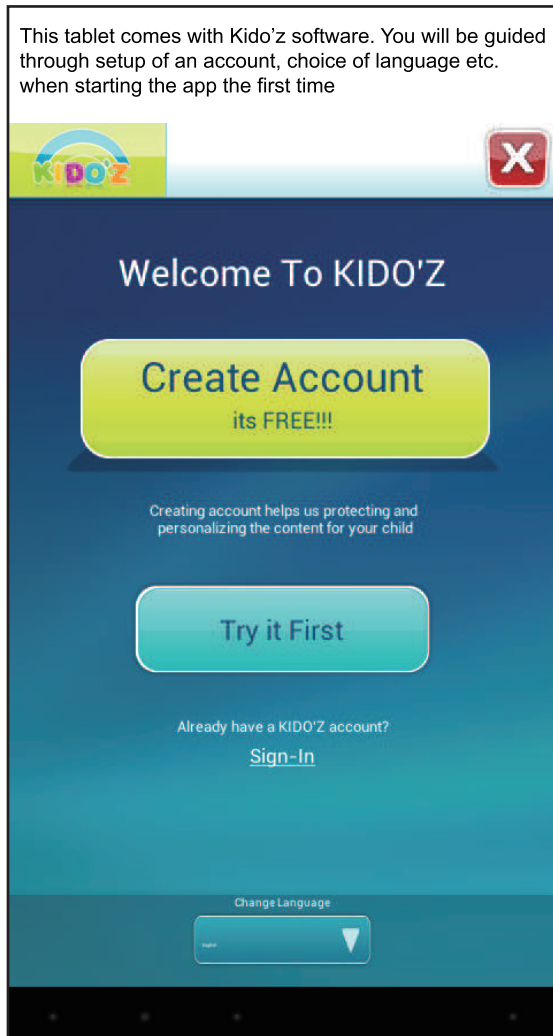 This tablet comes with Kido’z software. You will be guided
through setup of an account, choice of language etc.
when starting the app the first time
KIDO'Z
X
Welcome To KIDO'Z
Create Account
its FREE!!!
Creating account helps us protecting and
personalizing the content for your child
Try it First
Already have a KIDO'Z account?
Sign-In
Change Language
English